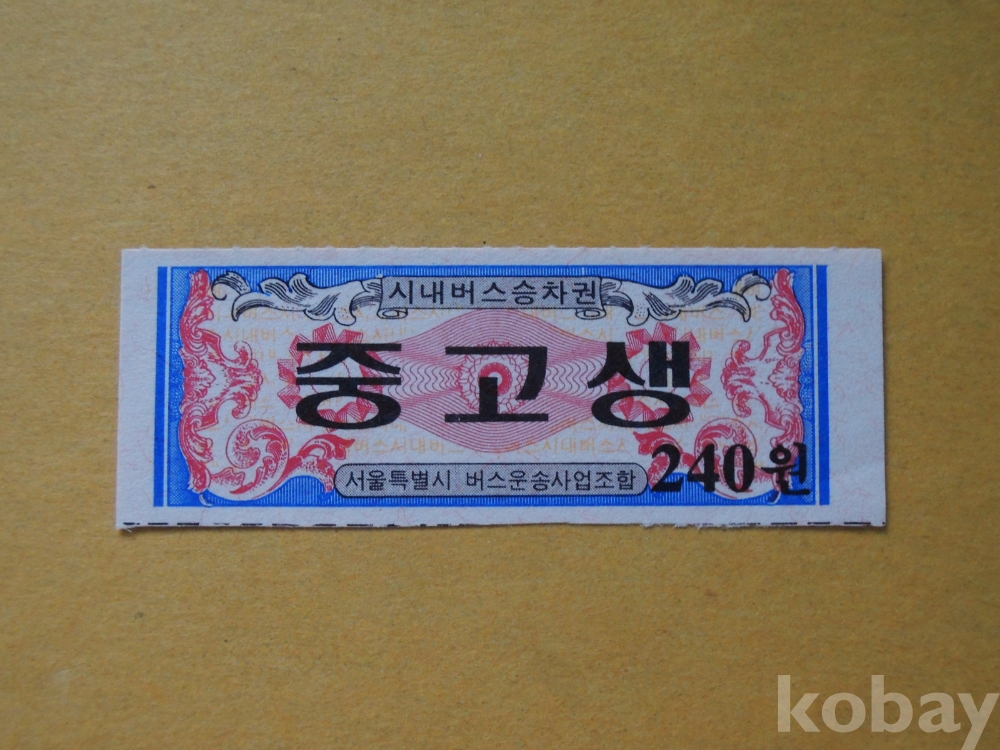 시내버스승차권
중고생
240원
서울특별시 버스운송사업조합
kobay